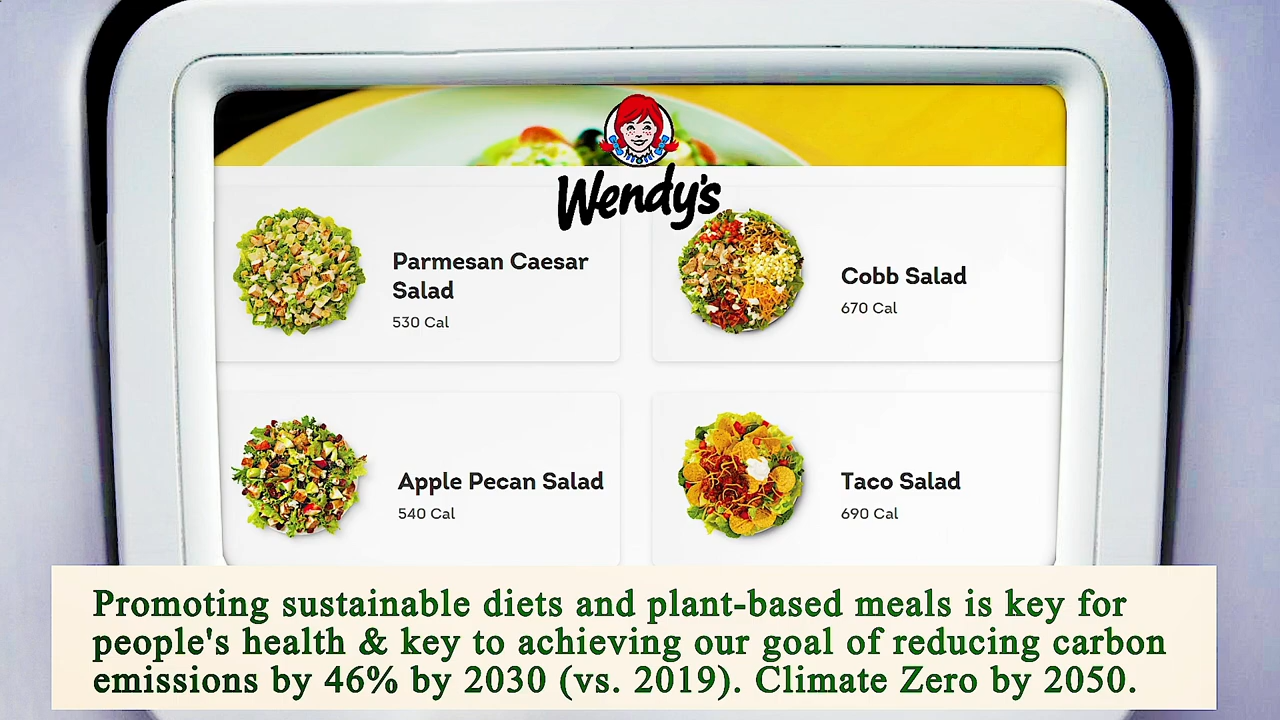 Wendy's
Parmesan Caesar
Salad
530 Cal
Cobb Salad
670 Cal
Apple Pecan Salad
540 Cal
Taco Salad
690 Cal
Promoting sustainable diets and plant-based meals is key for
people's health & key to achieving our goal of reducing carbon
emissions by 46% by 2030 (vs. 2019). Climate Zero by 2050.